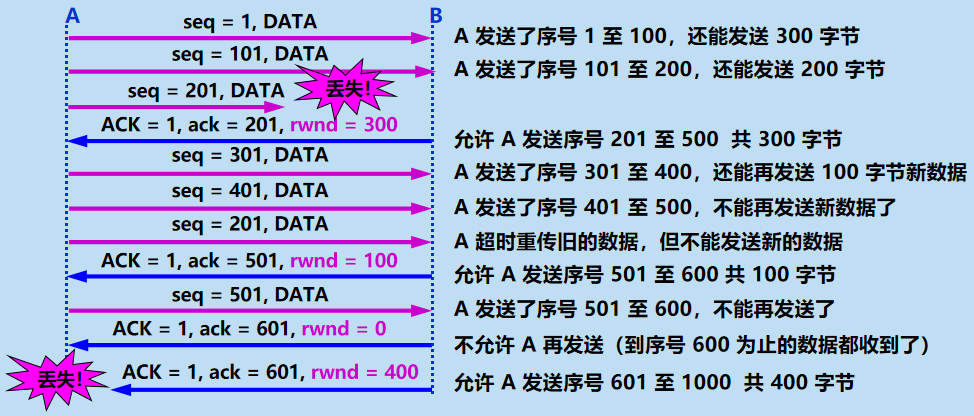 A B
seq = 1, DATA
A 发送了序号 1 至 100，还能发送 300 字节
seq = 101, DATA
A 发送了序号 101 至 200，还能发送 200 字节
seq = 201, DATA
丢失！
ACK = 1, ack = 201, rwnd = 300
允许 A 发送序号 201 至 500 共 300 字节
seq = 301, DATA
A 发送了序号 301 至 400，还能再发送 100 字节新数据
seq = 401, DATA
A 发送了序号 401 至 500，不能再发送新数据了
seq = 201, DATA
A 超时重传旧的数据，但不能发送新的数据
ACK = 1, ack = 501, rwnd = 100
允许 A 发送序号 501 至 600 共 100 字节
seq = 501, DATA
A 发送了序号 501 至 600，不能再发送了
ACK = 1, ack = 601, rwnd = 0
不允许 A 再发送（到序号 600 为止的数据都收到了）
丢失！
ACK = 1, ack = 601, rwnd = 400
允许 A 发送序号 601 至 1000 共 400 字节